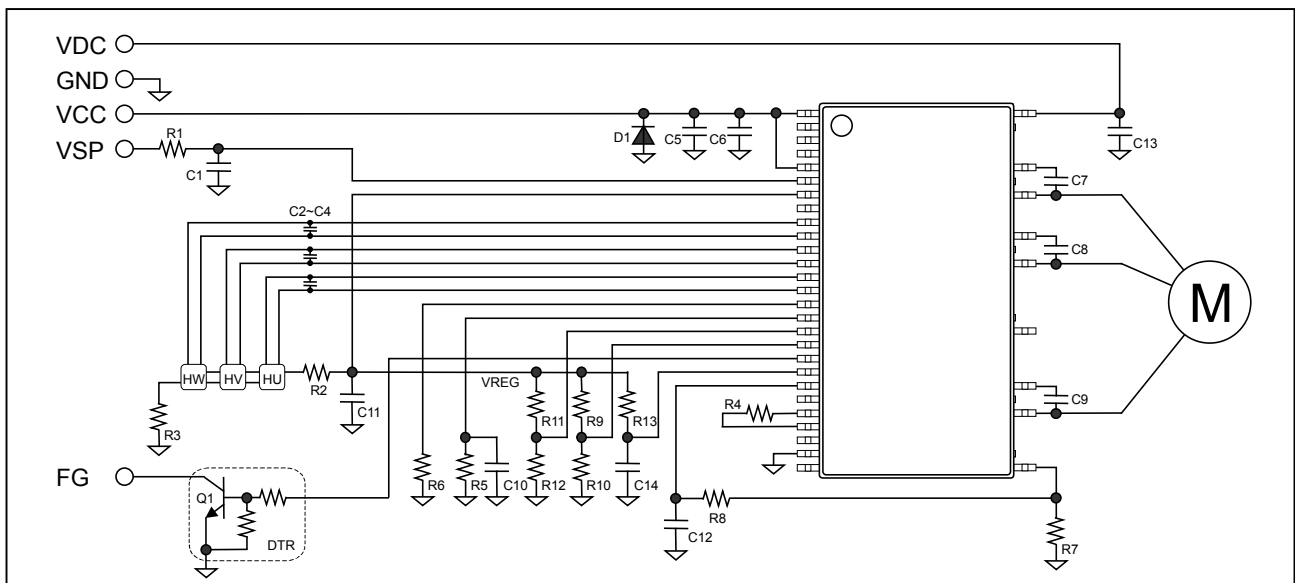 VDC
GND
VCC
VSP
R1
C1
D1
C5
C6
C13
C7
C2~C4
C8
M
HW
HV
HU
R2
VREG
C11
R11
R9
R13
R4
C9
R3
R6
R5
C10
R12
R10
C14
FG
Q1
DTR
R8
C12
R7